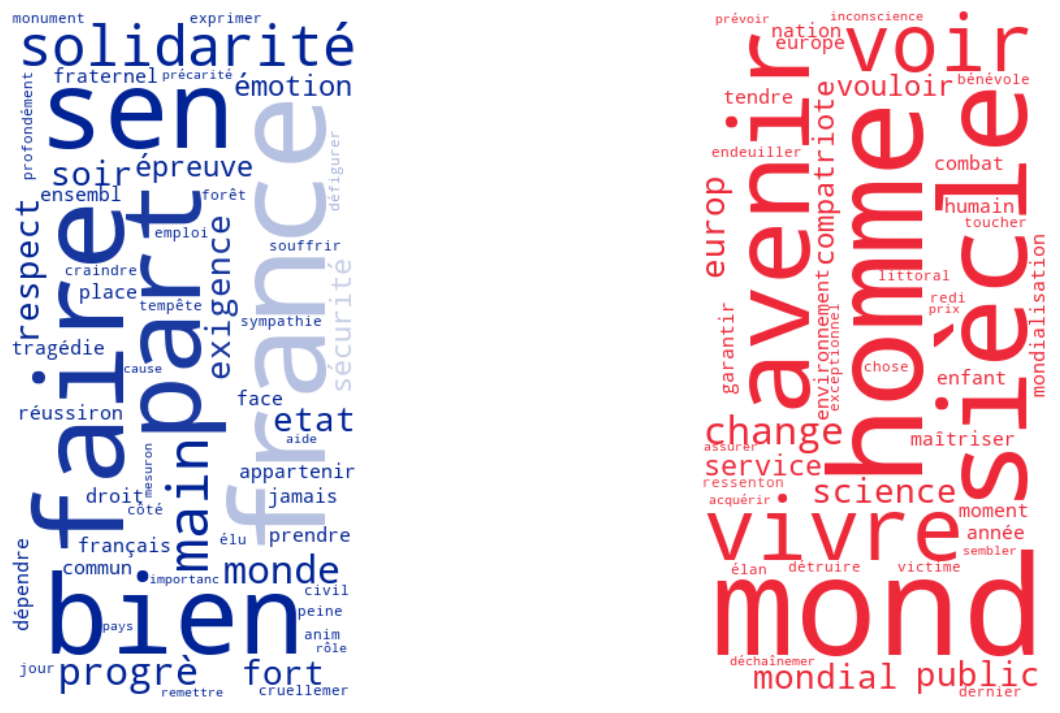 monument
exprimer
solidarité
fraternel
précarité
émotion
sen
profondément
france
défigurer
soir
épreuve
ensembl
forêt
respect
faire
part
emploi
exigence
souffrir
craindre
place
tempête
sécurité
sympathie
tragédie
cause
face
réussiron
etat
aide
main
mesuron
appartenir
droit
jamais
côté
français
élu
prendre
dépendre
commun
importanc
monde
bien
civil
peine
pays
anim
rôle
jour
progrè
fort
remettre
cruellemer
prévoir
inconscience
nation
europe
voir
avenir
tendre
vouloir
bénévole
compatriote
homme
siècle
endeuiller
combat
europ
humain
toucher
littoral
mondialisation
redi
prix
garantir
environnement
exceptionnel
chose
enfant
change
assurer
maîtriser
service
ressenton
science
acquérir
vivre
moment
année
sembler
élan
détruire
victime
mond
déchaînemer
mondial
public
dernier